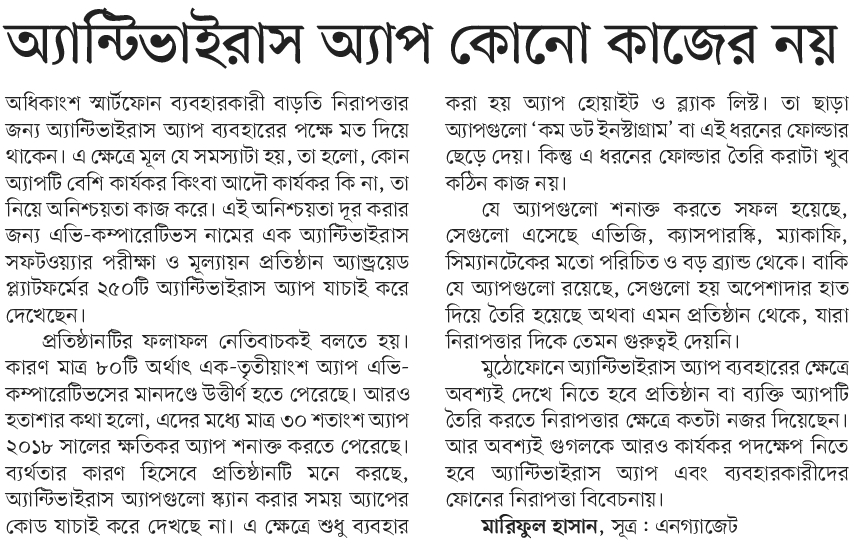 অ্যান্টিভাইরাস অ্যাপ কোনো কাজের নয়
অধিকাংশ স্মার্টফোন ব্যবহারকারী বাড়তি নিরাপত্তার
জন্য অ্যান্টিভাইরাস অ্যাপ ব্যবহারের পক্ষে মত দিয়ে
থাকেন। এ ক্ষেত্রে মূল যে সমস্যাটা হয়, তা হলো, কোন
অ্যাপটি বেশি কার্যকর কিংবা আদৌ কার্যকর কি না, তা
নিয়ে অনিশ্চয়তা কাজ করে। এই অনিশ্চয়তা দূর করার
জন্য এভি-কম্পারেটিভস নামের এক অ্যান্টিভাইরাস
সফটওয়্যার পরীক্ষা ও মূল্যায়ন প্রতিষ্ঠান অ্যান্ড্রয়েড
প্ল্যাটফর্মের ২৫০টি অ্যান্টিভাইরাস অ্যাপ যাচাই করে
দেখেছেন।
প্রতিষ্ঠানটির ফলাফল নেতিবাচকই বলতে হয়।
কারণ মাত্র ৮০টি অর্থাৎ এক-তৃতীয়াংশ অ্যাপ এভি-
কম্পারেটিভসের মানদণ্ডে উত্তীর্ণ হতে পেরেছে। আরও
হতাশার কথা হলো, এদের মধ্যে মাত্র ৩০ শতাংশ অ্যাপ
২০১৮ সালের ক্ষতিকর অ্যাপ শনাক্ত করতে পেরেছে।
ব্যর্থতার কারণ হিসেবে প্রতিষ্ঠানটি মনে করছে,
অ্যান্টিভাইরাস অ্যাপগুলো স্ক্যান করার সময় অ্যাপের
কোড যাচাই করে দেখছে না। এ ক্ষেত্রে শুধু ব্যবহার
করা হয় অ্যাপ হোয়াইট ও ব্ল্যাক লিস্ট। তা ছাড়া
অ্যাপগুলো ‘কম ডট ইনস্টাগ্রাম’ বা এই ধরনের ফোল্ডার
ছেড়ে দেয়। কিন্তু এ ধরনের ফোল্ডার তৈরি করাটা খুব
কঠিন কাজ নয়।
যে অ্যাপগুলো শনাক্ত করতে সফল হয়েছে,
সেগুলো এসেছে এভিজি, ক্যাসপারস্কি, ম্যাকাফি,
সিম্যানটেকের মতো পরিচিত ও বড় ব্র্যান্ড থেকে। বাকি
যে অ্যাপগুলো রয়েছে, সেগুলো হয় অপেশাদার হাত
দিয়ে তৈরি হয়েছে অথবা এমন প্রতিষ্ঠান থেকে, যারা
নিরাপত্তার দিকে তেমন গুরুত্বই দেয়নি।
মুঠোফোনে অ্যান্টিভাইরাস অ্যাপ ব্যবহারের ক্ষেত্রে
অবশ্যই দেখে নিতে হবে প্রতিষ্ঠান বা ব্যক্তি অ্যাপটি
তৈরি করতে নিরাপত্তার ক্ষেত্রে কতটা নজর দিয়েছেন।
আর অবশ্যই গুগলকে আরও কার্যকর পদক্ষেপ নিতে
হবে অ্যান্টিভাইরাস অ্যাপ এবং ব্যবহারকারীদের
ফোনের নিরাপত্তা বিবেচনায়।
মারিফুল হাসান, সূত্র : এনগ্যাজেট